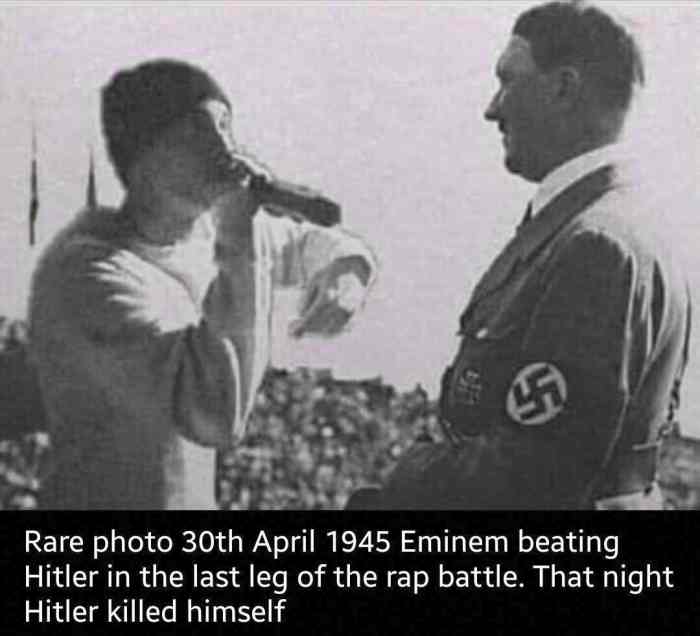 Rare photo 30th April 1945 Eminem beating
Hitler in the last leg of the rap battle. That night
Hitler killed himself